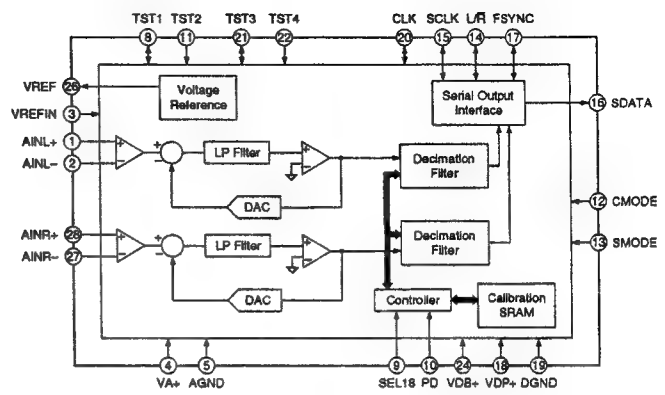 TST1 TST2 TST3 TST4 CLK SCLK L/R̅ FSYNC
8 11 21 22 20 15 14 17
VREF 26
Voltage
Reference
Serial Output
Interface
16 SDATA
VREFIN 3
AINL+ 1
AINL− 2
+
−
+
−
LP Filter
+
−
Decimation
Filter
DAC
12 CMODE
13 SMODE
AINR+ 28
AINR− 27
+
−
+
−
LP Filter
+
−
Decimation
Filter
DAC
Controller
Calibration
SRAM
4 5 9 10 24 18 19
VA+ AGND SEL18 PD VDB+ VDP+ DGND